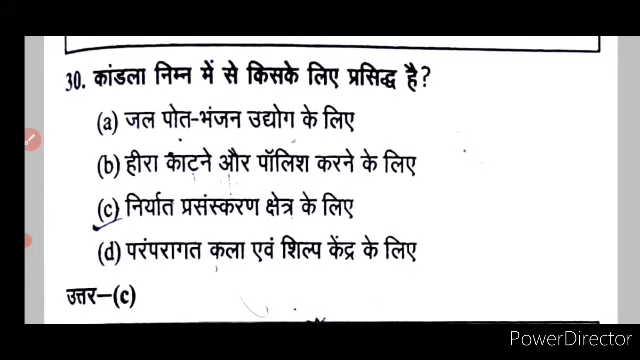 30. कांडला निम्न में से किसके लिए प्रसिद्ध है?
(a) जल पोत-भंजन उद्योग के लिए
(b) हीरा काटने और पॉलिश करने के लिए
(c) निर्यात प्रसंस्करण क्षेत्र के लिए
(d) परंपरागत कला एवं शिल्प केंद्र के लिए
उत्तर–(c)
PowerDirector